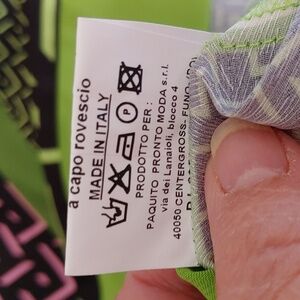 a capo rovescio
MADE IN ITALY
P
PRODOTTO PER :
PAQUITO PRONTO MODA s.r.l.
via dei Lanaioli, blocco 4
40050 CENTERGROSS- FUNO (BO)